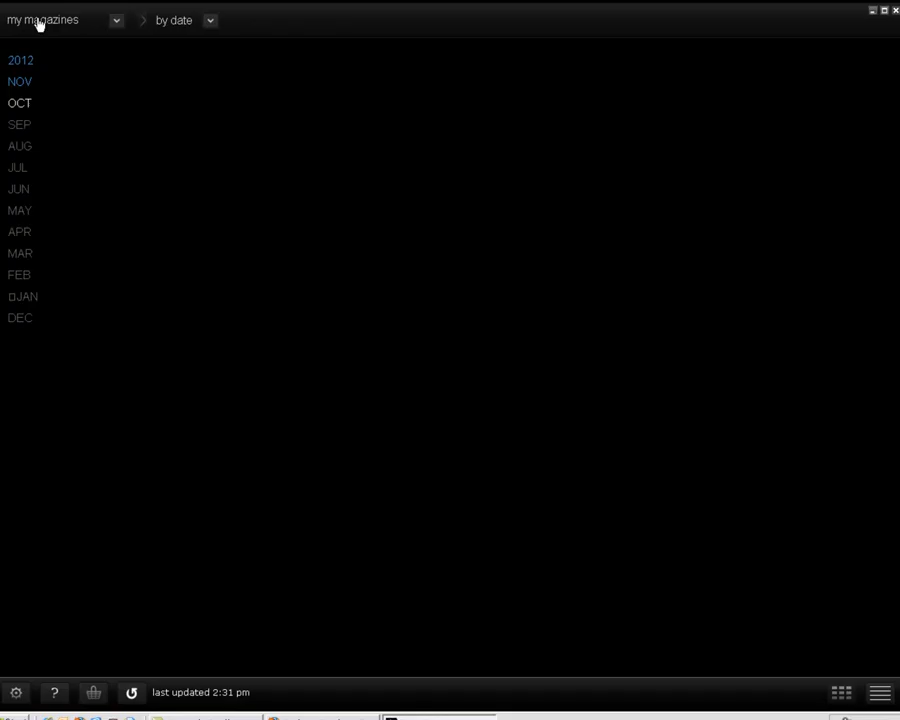 my magazines by date
2012
NOV
OCT
SEP
AUG
JUL
JUN
MAY
APR
MAR
FEB
▯JAN
DEC
? last updated 2:31 pm